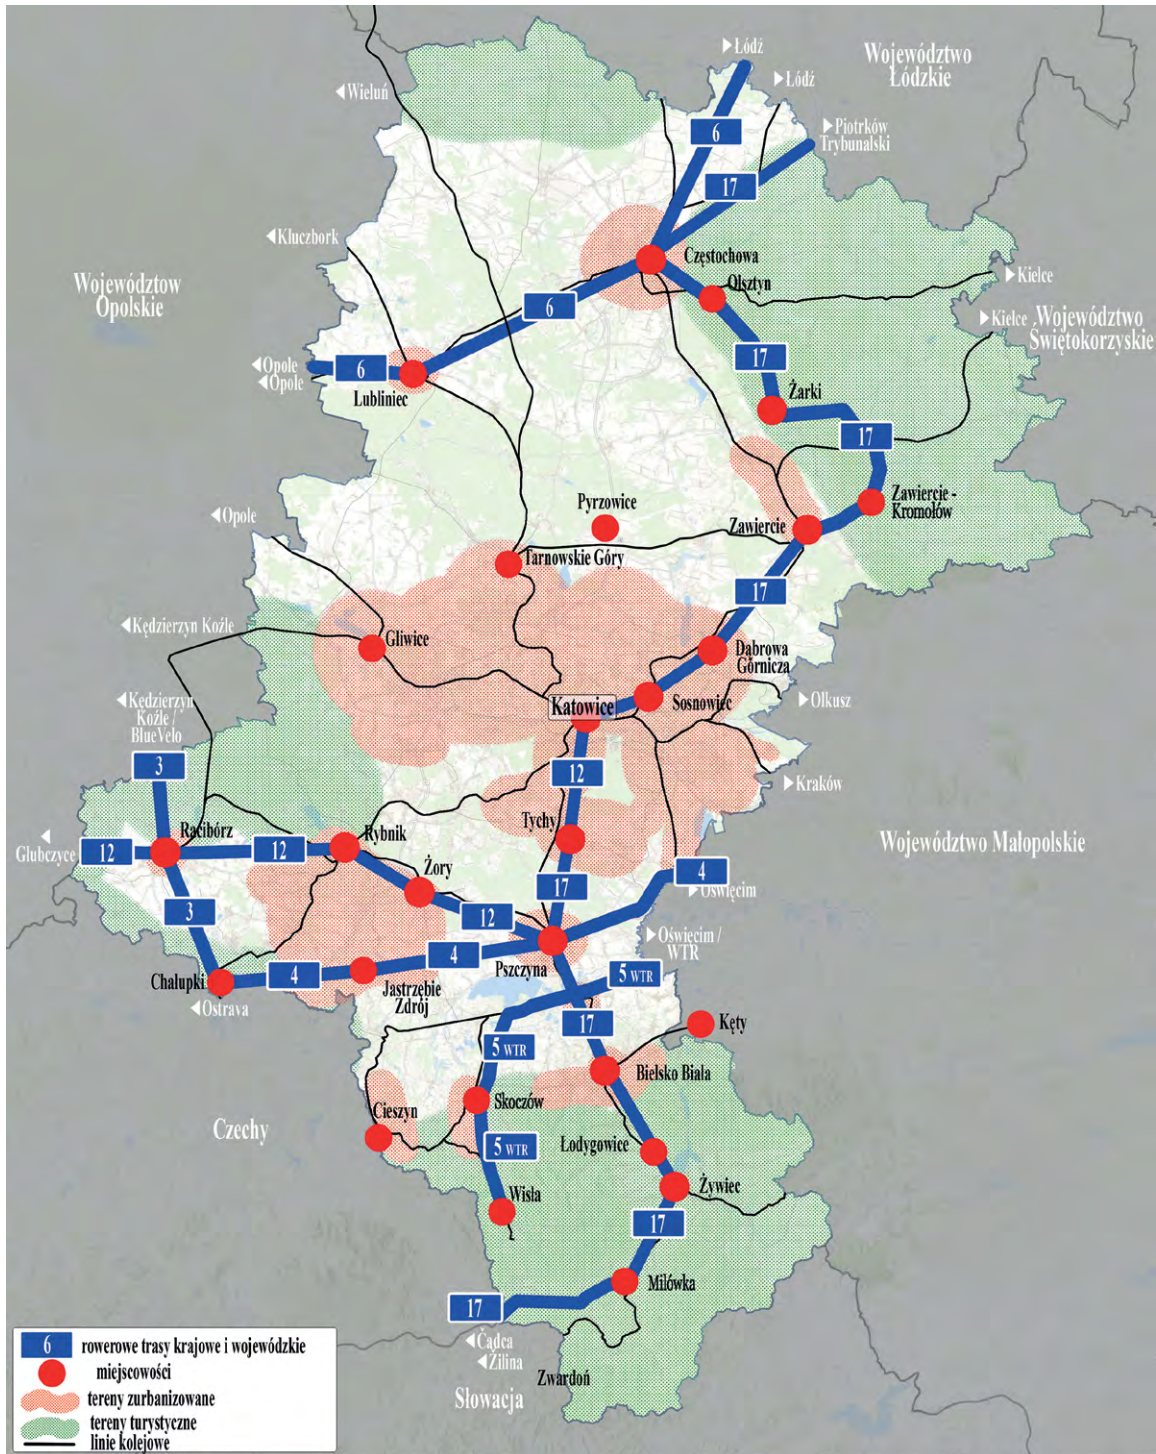 Łódź
Województwo
Łódzkie
Łódź
Wieluń
6
Piotrków
Trybunalski
17
Kluczbork
Częstochowa
Województow
Opolskie
Olsztyn
Kielce
6
Kielce
Województwo
Świętokorzyskie
17
Opole
Opole
6
Lubliniec
Żarki
17
Pyrzowice
Zawiercie -
Kromołów
Opole
Zawiercie
Tarnowskie Góry
17
Kędzierzyn Koźle
Gliwice
Dąbrowa
Górnicza
Kędzierzyn
Koźle /
BlueVelo
Katowice
Sosnowiec
Olkusz
3
12
Kraków
Racibórz
Rybnik
Tychy
Województwo Małopolskie
Głubczyce
12
12
Żory
4
Oświęcim
17
3
12
Oświęcim /
WTR
4
4
Pszczyna
Chałupki
Jastrzębie
Zdrój
5 WTR
Ostrava
17
Kęty
5 WTR
Bielsko Biała
Skoczów
Cieszyn
Czechy
5 WTR
Łodygowice
Żywiec
Wisła
17
Milówka
17
Čadca
Žilina
Zwardoń
Słowacja
6 rowerowe trasy krajowe i wojewódzkie
miejscowości
tereny zurbanizowane
tereny turystyczne
linie kolejowe